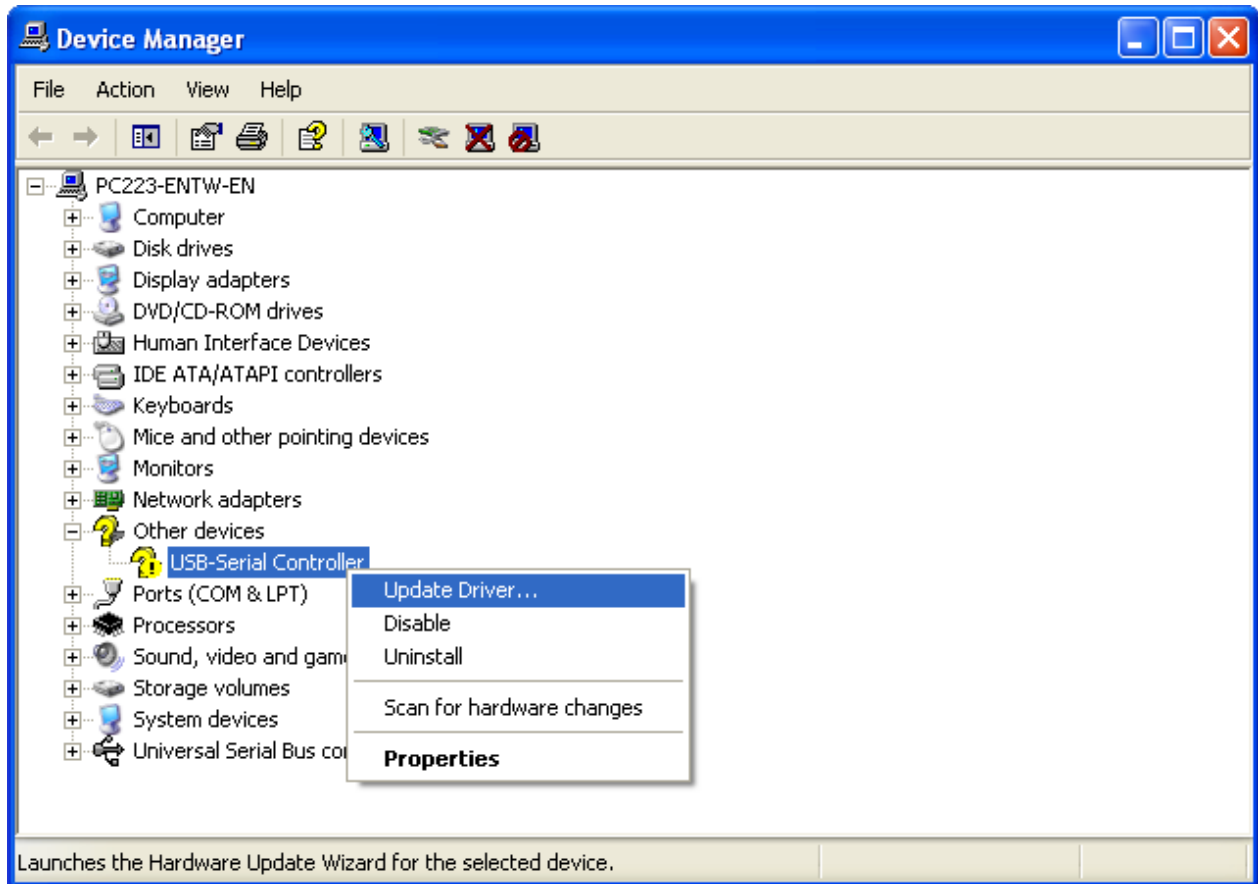 Device Manager
File Action View Help
PC223-ENTW-EN
Computer
Disk drives
Display adapters
DVD/CD-ROM drives
Human Interface Devices
IDE ATA/ATAPI controllers
Keyboards
Mice and other pointing devices
Monitors
Network adapters
Other devices
USB-Serial Controller
Ports (COM & LPT)
Processors
Sound, video and gam
Storage volumes
System devices
Universal Serial Bus co
Update Driver...
Disable
Uninstall
Scan for hardware changes
Properties
Launches the Hardware Update Wizard for the selected device.